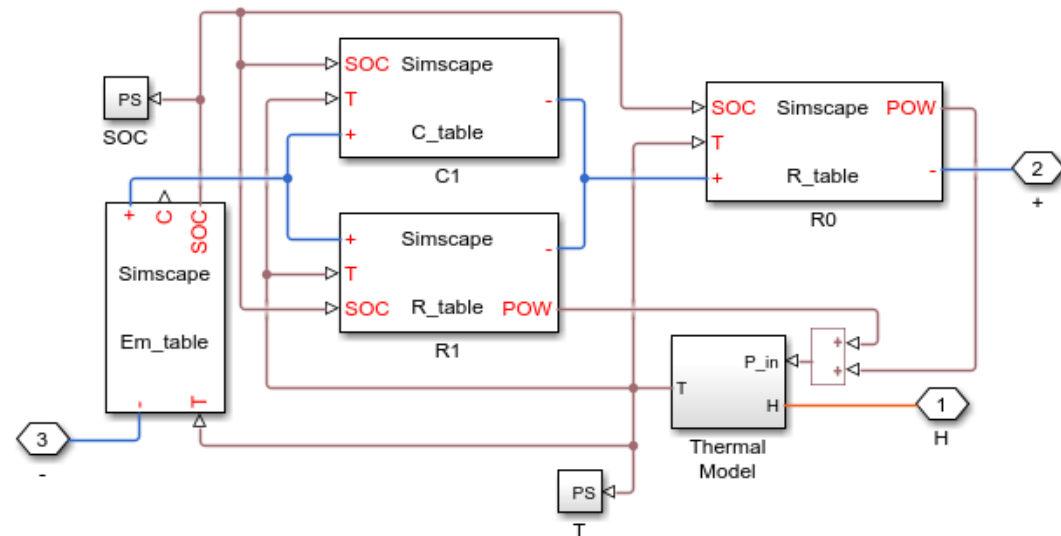 SOC Simscape
T -
+ C_table
C1
PS
SOC
SOC Simscape POW
T
+ R_table -
R0
2
+
+ C SOC
Simscape
Em_table
- T
+ Simscape -
T
SOC R_table POW
R1
P_in
T
H
Thermal
Model
+
+
1
H
3
-
PS
T